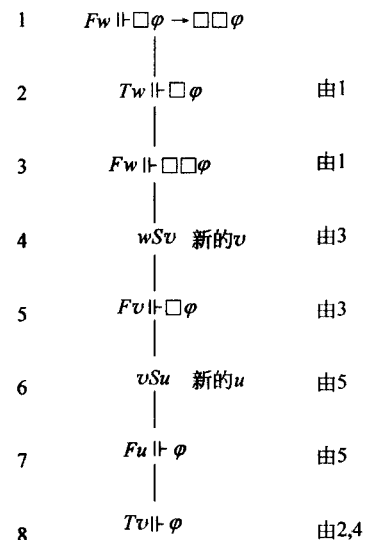 1 Fw ⊩ □φ → □□φ
2 Tw ⊩ □φ 由1
3 Fw ⊩ □□φ 由1
4 wSv 新的v 由3
5 Fv ⊩ □φ 由3
6 vSu 新的u 由5
7 Fu ⊩ φ 由5
8 Tv ⊩ φ 由2,4